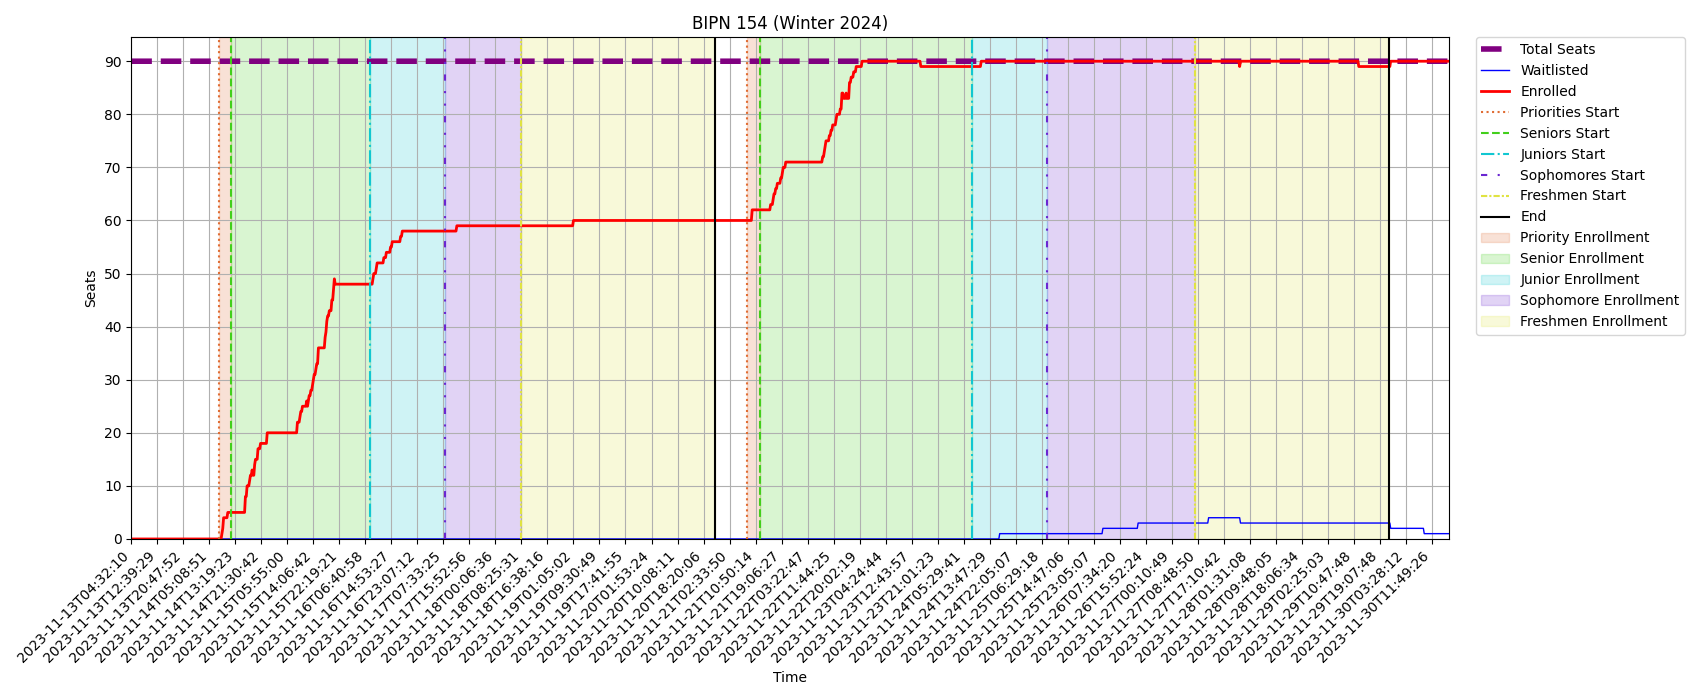 BIPN 154 (Winter 2024)
Seats
90
80
70
60
50
40
30
20
10
0
2023-11-13T04:32:10
2023-11-13T12:39:29
2023-11-13T20:47:52
2023-11-14T05:08:51
2023-11-14T13:19:23
2023-11-14T21:30:42
2023-11-15T05:55:00
2023-11-15T14:06:42
2023-11-15T22:19:21
2023-11-16T06:40:58
2023-11-16T14:53:27
2023-11-16T23:07:12
2023-11-17T07:33:25
2023-11-17T15:52:56
2023-11-18T00:06:36
2023-11-18T08:25:31
2023-11-18T16:38:16
2023-11-19T01:05:02
2023-11-19T09:30:49
2023-11-19T17:41:55
2023-11-20T01:53:24
2023-11-20T10:08:11
2023-11-20T18:20:06
2023-11-21T02:33:50
2023-11-21T10:50:14
2023-11-21T19:06:27
2023-11-22T03:22:47
2023-11-22T11:44:25
2023-11-22T20:02:19
2023-11-23T04:24:44
2023-11-23T12:43:57
2023-11-23T21:01:23
2023-11-24T05:29:41
2023-11-24T13:47:29
2023-11-24T22:05:07
2023-11-25T06:29:18
2023-11-25T14:47:06
2023-11-25T23:05:07
2023-11-26T07:34:20
2023-11-26T15:52:24
2023-11-27T00:10:49
2023-11-27T08:48:50
2023-11-27T17:10:42
2023-11-28T01:31:08
2023-11-28T09:48:05
2023-11-28T18:06:34
2023-11-29T02:25:03
2023-11-29T10:47:48
2023-11-29T19:07:48
2023-11-30T03:28:12
2023-11-30T11:49:26
Time
Total Seats
Waitlisted
Enrolled
Priorities Start
Seniors Start
Juniors Start
Sophomores Start
Freshmen Start
End
Priority Enrollment
Senior Enrollment
Junior Enrollment
Sophomore Enrollment
Freshmen Enrollment